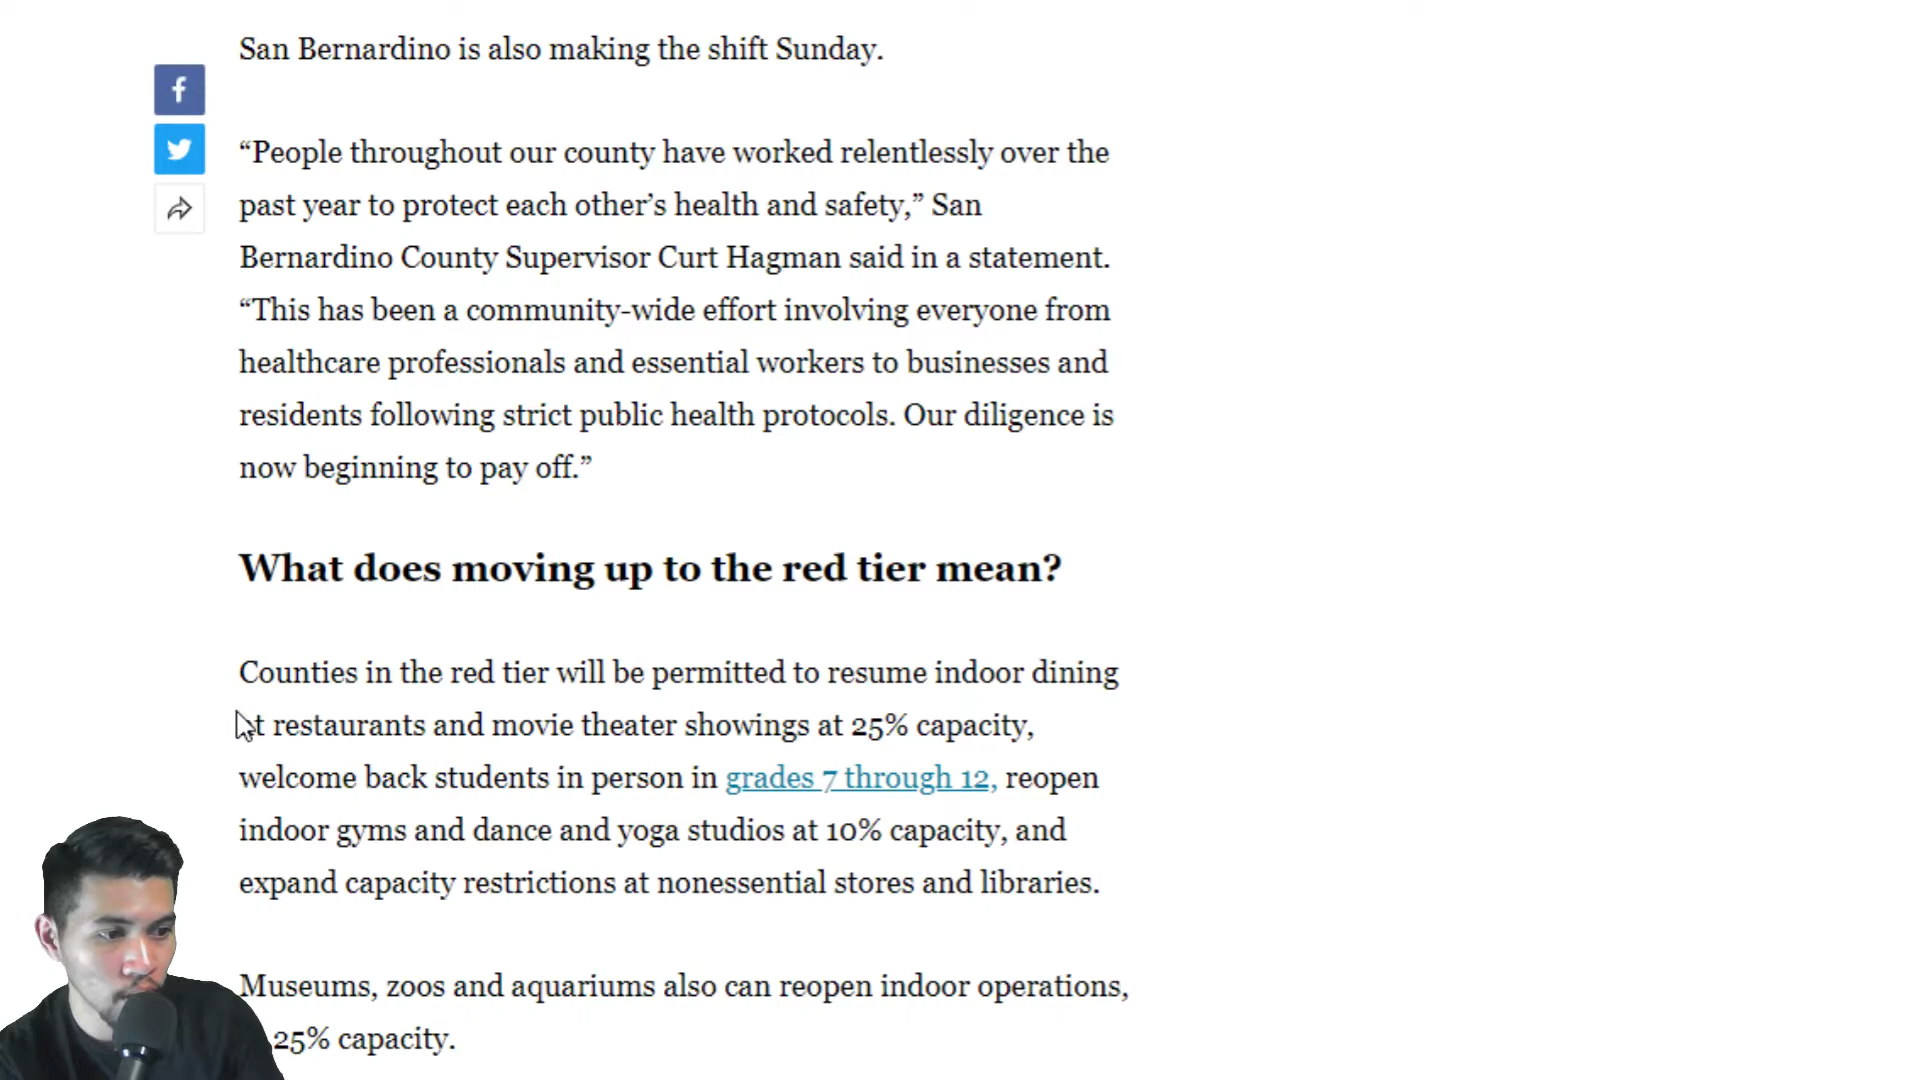 San Bernardino is also making the shift Sunday.
“People throughout our county have worked relentlessly over the
past year to protect each other’s health and safety,” San
Bernardino County Supervisor Curt Hagman said in a statement.
“This has been a community-wide effort involving everyone from
healthcare professionals and essential workers to businesses and
residents following strict public health protocols. Our diligence is
now beginning to pay off.”
What does moving up to the red tier mean?
Counties in the red tier will be permitted to resume indoor dining
restaurants and movie theater showings at 25% capacity,
welcome back students in person in grades 7 through 12, reopen
indoor gyms and dance and yoga studios at 10% capacity, and
expand capacity restrictions at nonessential stores and libraries.
Museums, zoos and aquariums also can reopen indoor operations,
25% capacity.